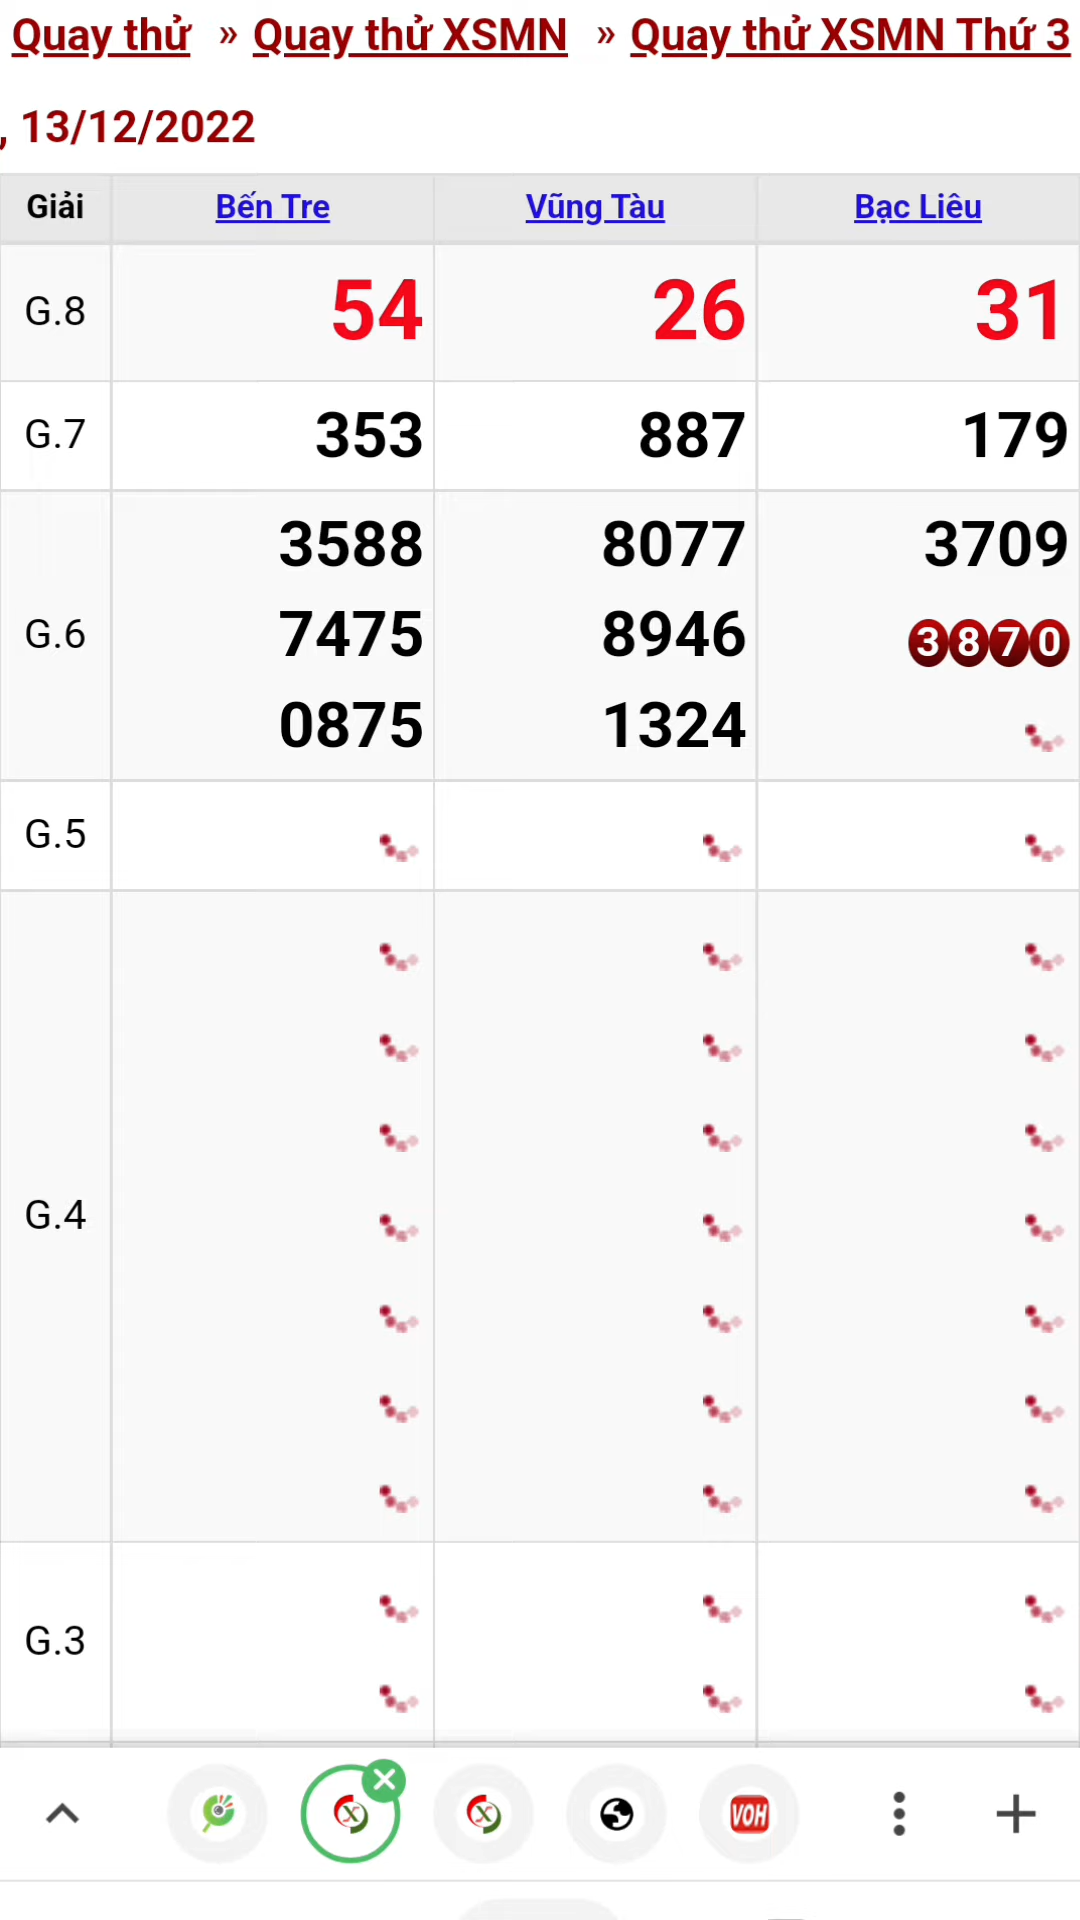 Quay thử » Quay thử XSMN » Quay thử XSMN Thứ 3
, 13/12/2022
Giải Bến Tre Vũng Tàu Bạc Liêu
G.8 54 26 31
G.7 353 887 179
3588 8077 3709
G.6 7475 8946 3870
0875 1324
G.5
G.4
G.3
X X VOH